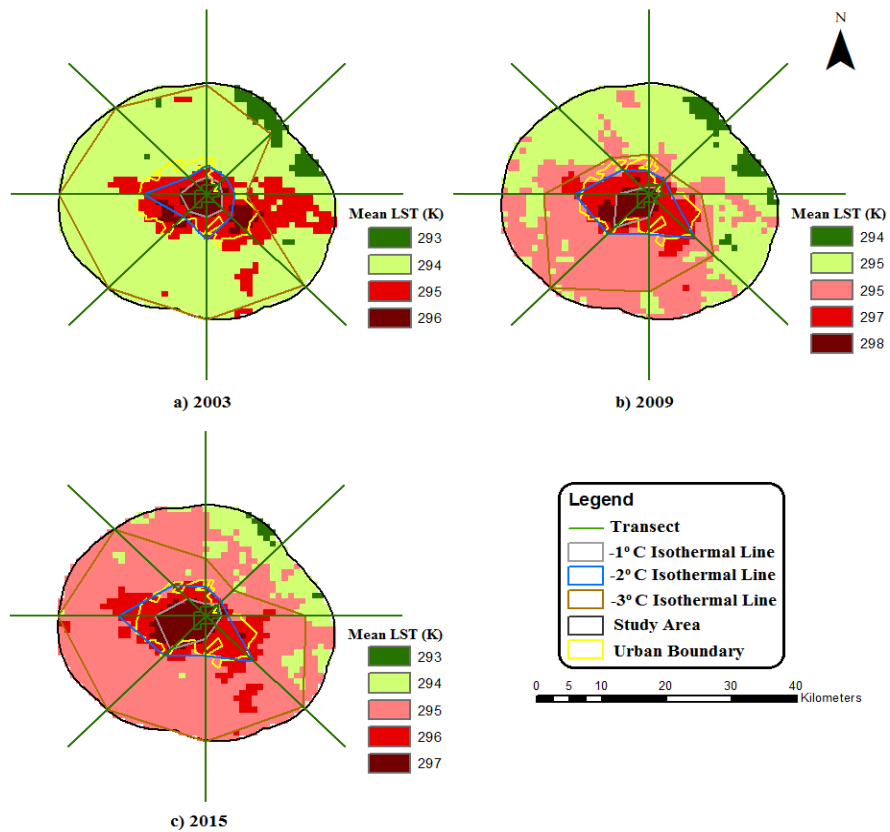 N
Mean LST (K)
293
294
295
296
a) 2003
Mean LST (K)
294
295
295
297
298
b) 2009
Mean LST (K)
293
294
295
296
297
c) 2015
Legend
Transect
-1° C Isothermal Line
-2° C Isothermal Line
-3° C Isothermal Line
Study Area
Urban Boundary
0 5 10 20 30 40
Kilometers